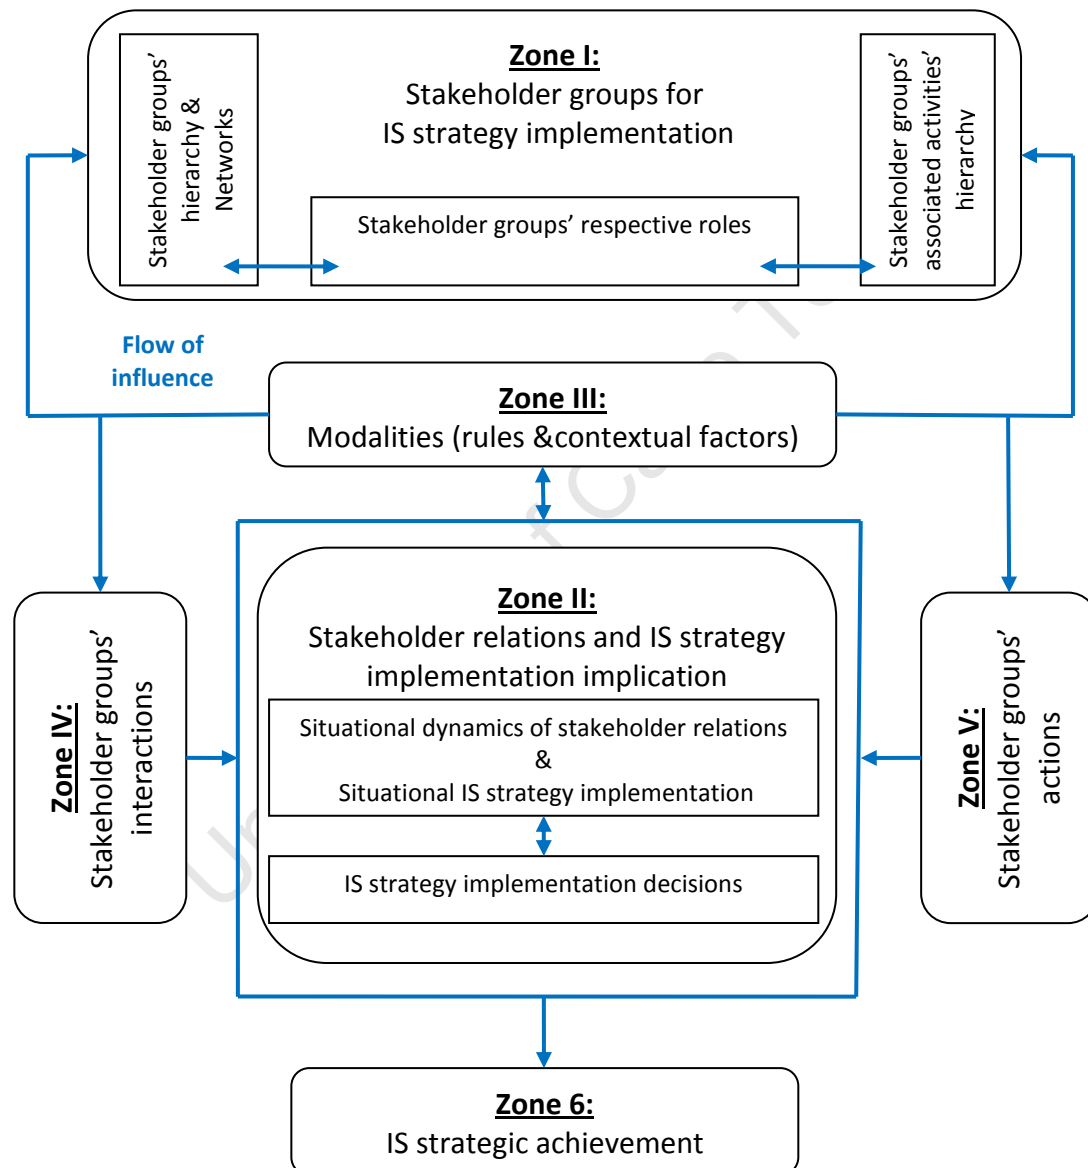 Zone I:
Stakeholder groups for
IS strategy implementation
Stakeholder groups’
hierarchy &
Networks
Stakeholder groups’ respective roles
Stakeholder groups’
associated activities’
hierarchy
Flow of
influence
Zone III:
Modalities (rules &contextual factors)
Zone II:
Stakeholder relations and IS strategy
implementation implication
Situational dynamics of stakeholder relations
&
Situational IS strategy implementation
IS strategy implementation decisions
Zone IV:
Stakeholder groups’
interactions
Zone V:
Stakeholder groups’
actions
Zone 6:
IS strategic achievement